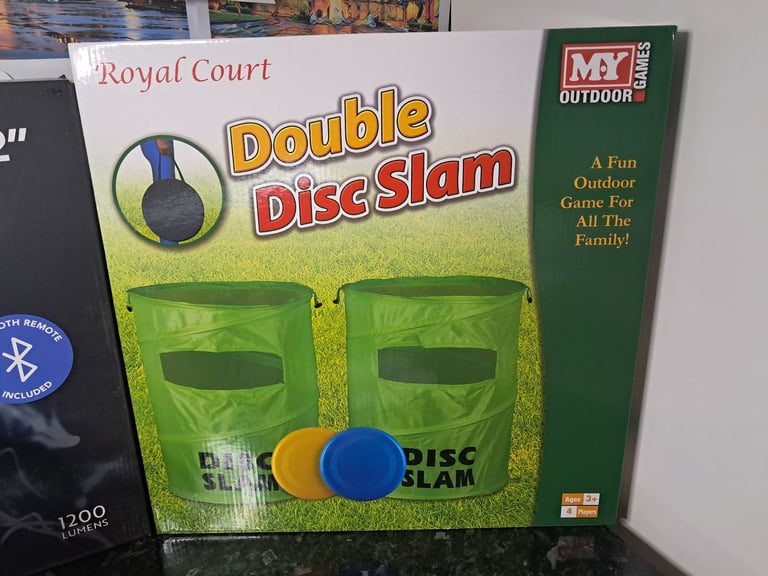 Royal Court
Double
Disc Slam
M·Y
OUTDOOR
GAMES
A Fun
Outdoor
Game For
All The
Family!
DISC
SLAM
DISC
SLAM
Ages 3+
4 Players
2"
OTH REMOTE
INCLUDED
1200
LUMENS